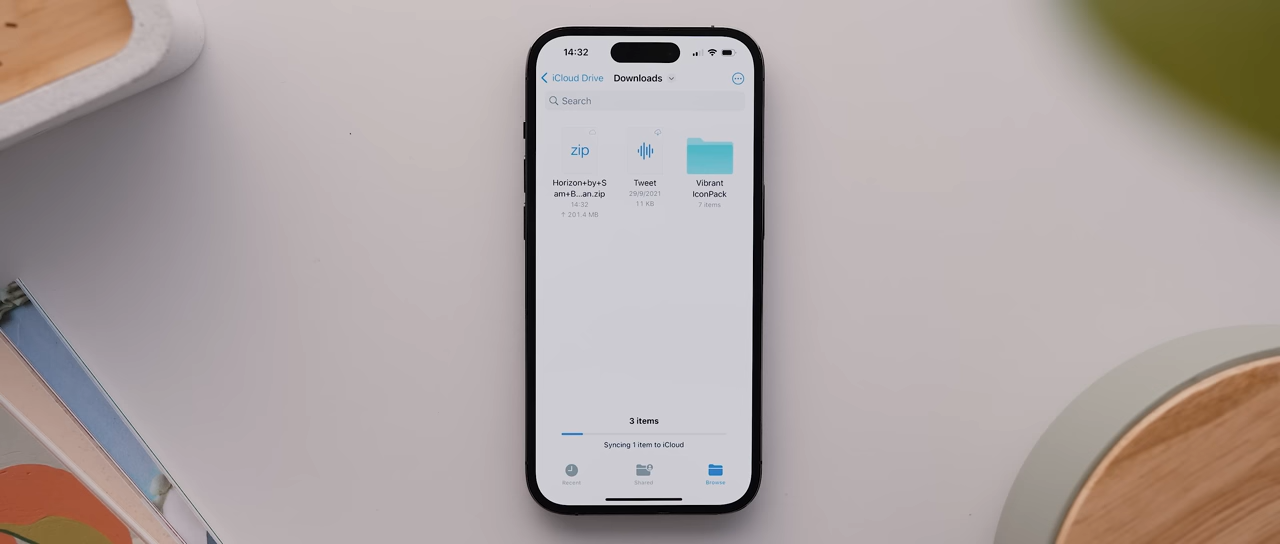 14:32
iCloud Drive Downloads
Search
zip
Horizon+by+S
am+B...an.zip
14:32
↑ 201.4 MB
Tweet
29/9/2021
11 KB
Vibrant
IconPack
7 items
3 items
Syncing 1 item to iCloud
Recent
Shared
Browse